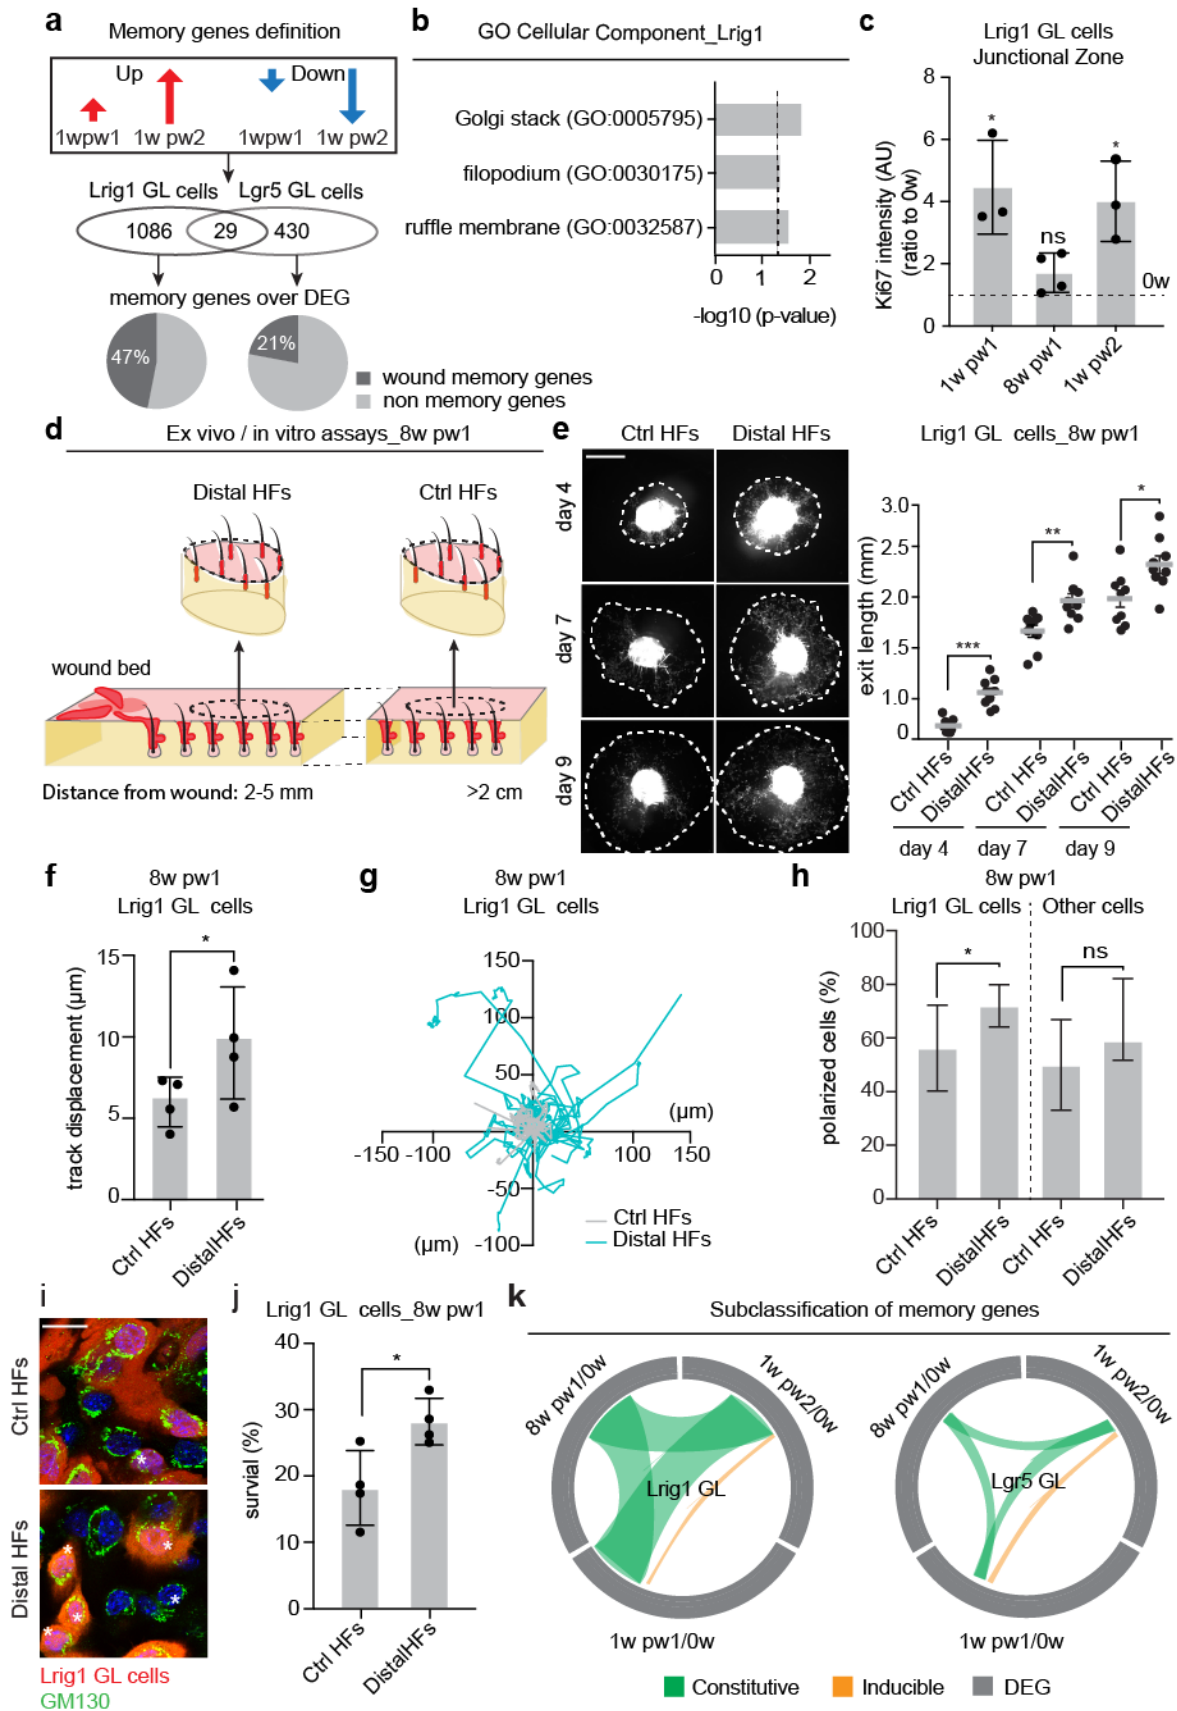 a
Memory genes definition
Up
Down
1wpw1
1w pw2
1wpw1
1w pw2
Lrig1 GL cells
Lgr5 GL cells
1086
29
430
memory genes over DEG
47%
21%
wound memory genes
non memory genes
b
GO Cellular Component_Lrig1
Golgi stack (GO:0005795)
filopodium (GO:0030175)
ruffle membrane (GO:0032587)
0
1
2
-log10 (p-value)
c
Lrig1 GL cells
Junctional Zone
Ki67 intensity (AU)
(ratio to 0w)
8
6
4
2
0
*
ns
*
0w
1w pw1
8w pw1
1w pw2
d
Ex vivo / in vitro assays_8w pw1
Distal HFs
Ctrl HFs
wound bed
Distance from wound: 2-5 mm
>2 cm
e
Ctrl HFs
Distal HFs
day 4
day 7
day 9
Lrig1 GL cells_8w pw1
exit length (mm)
3.0
2.5
2.0
1.5
1.0
0
***
**
*
Ctrl HFs
DistalHFs
Ctrl HFs
DistalHFs
Ctrl HFs
DistalHFs
day 4
day 7
day 9
f
8w pw1
Lrig1 GL cells
track displacement (µm)
15
10
5
0
*
Ctrl HFs
DistalHFs
g
8w pw1
Lrig1 GL cells
150
100
50
(µm)
-150
-100
100
150
-50
-100
(µm)
Ctrl HFs
Distal HFs
h
8w pw1
Lrig1 GL cells
Other cells
polarized cells (%)
100
80
60
40
20
0
*
ns
Ctrl HFs
DistalHFs
Ctrl HFs
DistalHFs
i
Ctrl HFs
Distal HFs
*
*
*
*
*
Lrig1 GL cells
GM130
j
Lrig1 GL cells_8w pw1
survial (%)
40
30
20
10
0
*
Ctrl HFs
DistalHFs
k
Subclassification of memory genes
8w pw1/0w
1w pw2/0w
Lrig1 GL
1w pw1/0w
8w pw1/0w
1w pw2/0w
Lgr5 GL
1w pw1/0w
Constitutive
Inducible
DEG